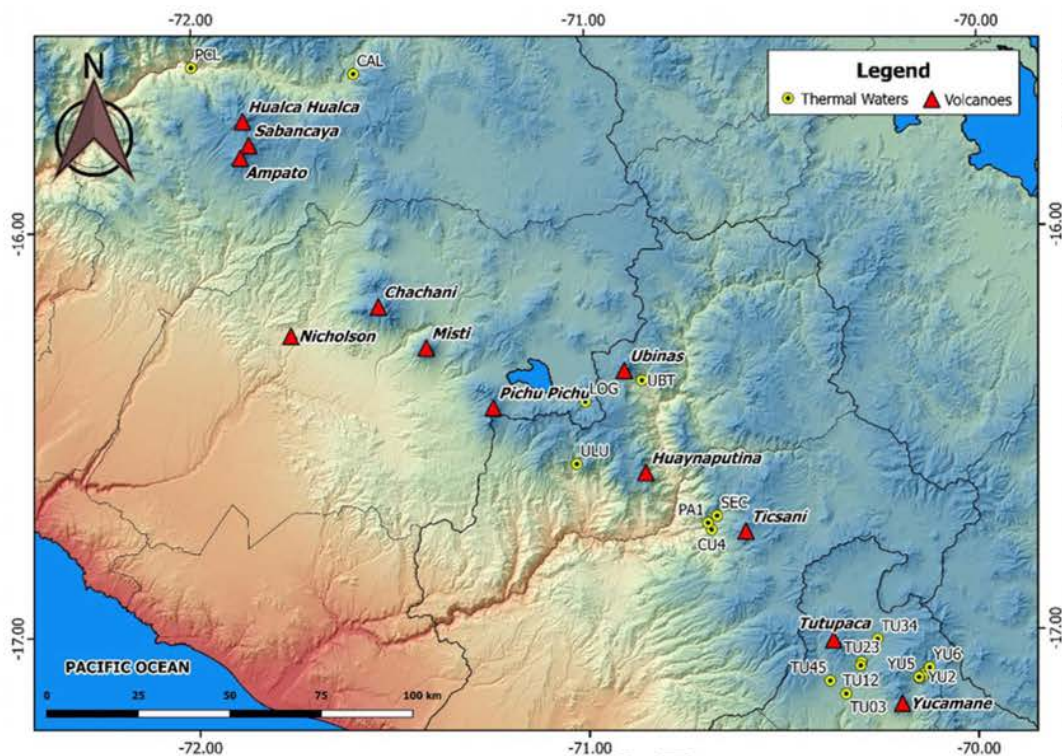 -72.00
-71.00
-70.00
N
PCL
CAL
Legend
Thermal Waters
Volcanoes
Hualca Hualca
Sabancaya
Ampato
-16.00
-16.00
Chachani
Nicholson
Misti
Ubinas
UBT
LOG
Pichu Pichu
ULU
Huaynaputina
SEC
PA1
CU4
Ticsani
-17.00
-17.00
Tutupaca
TU34
TU23
YU6
YU5
YU2
TU45
TU12
TU03
Yucamane
PACIFIC OCEAN
0
25
50
75
100 km
-72.00
-71.00
-70.00